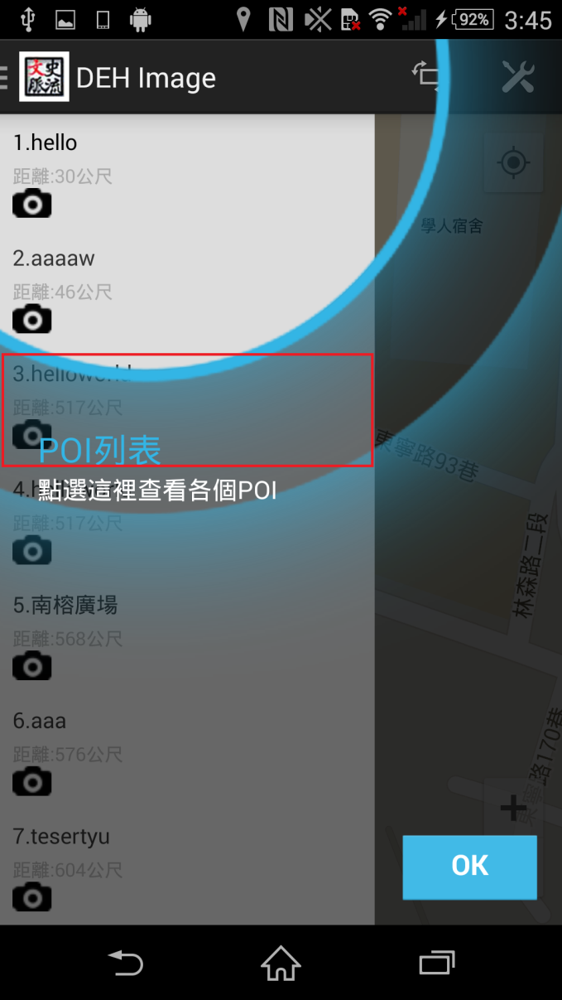 92% 3:45
文史
脈流
DEH Image
1.hello
距離:30公尺
學人宿舍
2.aaaaw
距離:46公尺
3.helloworld
距離:517公尺
POI列表
東寧路93巷
點選這裡查看各個POI
距離:517公尺
林森路二段
5.南榕廣場
距離:568公尺
6.aaa
距離:576公尺
東寧路170巷
7.tesertyu
距離:604公尺
OK